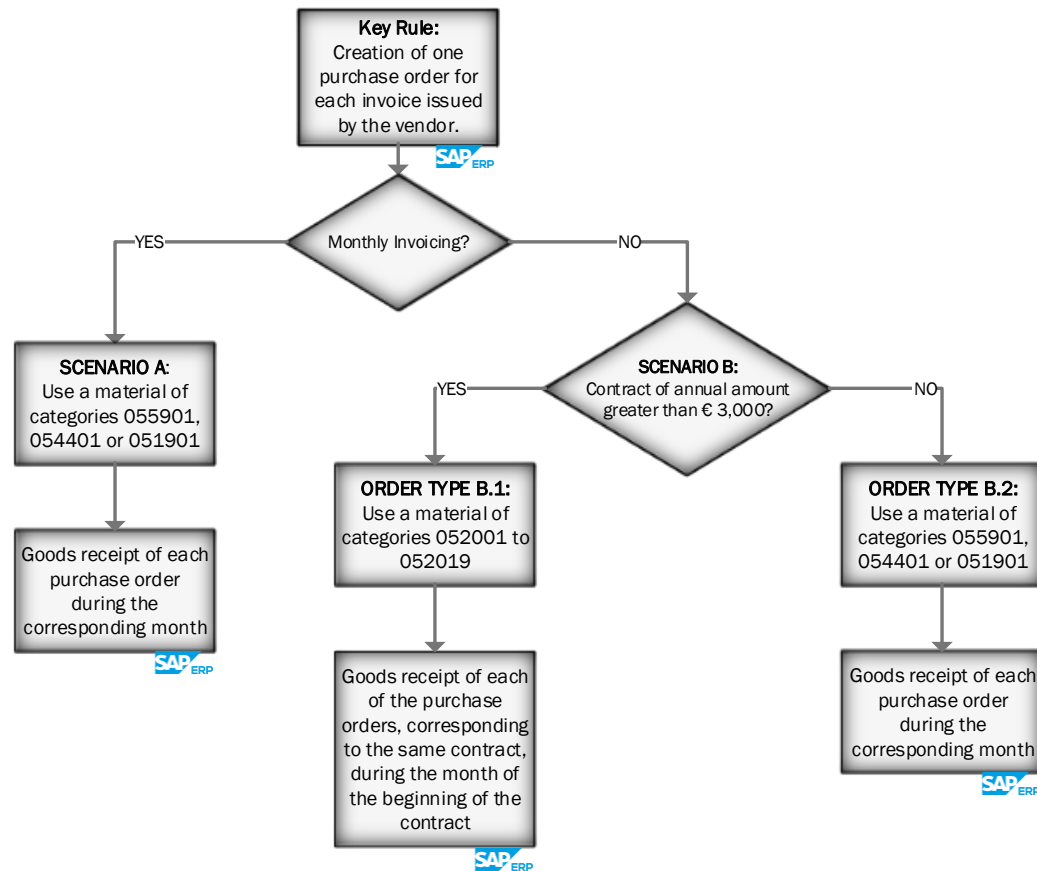 Key Rule:
Creation of one
purchase order for
each invoice issued
by the vendor.
SAP ERP
Monthly Invoicing?
YES
NO
SCENARIO A:
Use a material of
categories 055901,
054401 or 051901
SCENARIO B:
Contract of annual amount
greater than € 3,000?
YES
NO
Goods receipt of each
purchase order
during the
corresponding month
SAP ERP
ORDER TYPE B.1:
Use a material of
categories 052001 to
052019
ORDER TYPE B.2:
Use a material of
categories 055901,
054401 or 051901
Goods receipt of each
of the purchase
orders, corresponding
to the same contract,
during the month of
the beginning of the
contract
SAP ERP
Goods receipt of each
purchase order
during the
corresponding month
SAP ERP